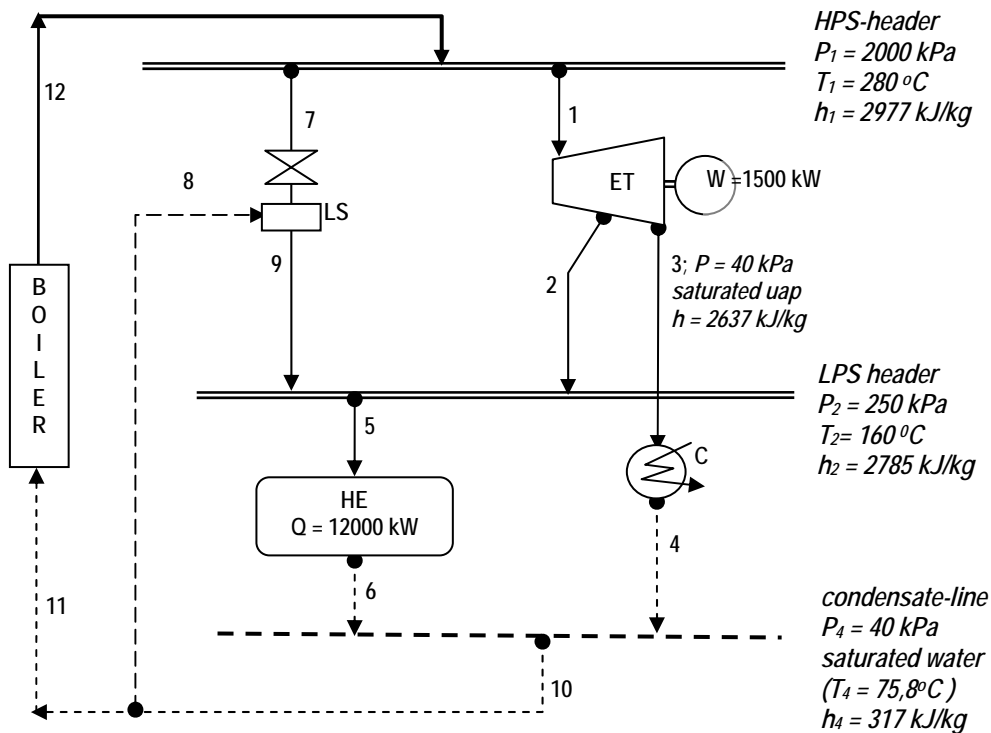 HPS-header
P1 = 2000 kPa
T1 = 280 ºC
h1 = 2977 kJ/kg
12
7
1
8
LS
ET
W =1500 kW
9
2
3; P = 40 kPa
saturated uap
h = 2637 kJ/kg
B
O
I
L
E
R
LPS header
P2 = 250 kPa
T2= 160 ⁰C
h2 = 2785 kJ/kg
5
C
HE
Q = 12000 kW
4
6
11
condensate-line
P4 = 40 kPa
saturated water
(T4 = 75,8ºC )
h4 = 317 kJ/kg
10